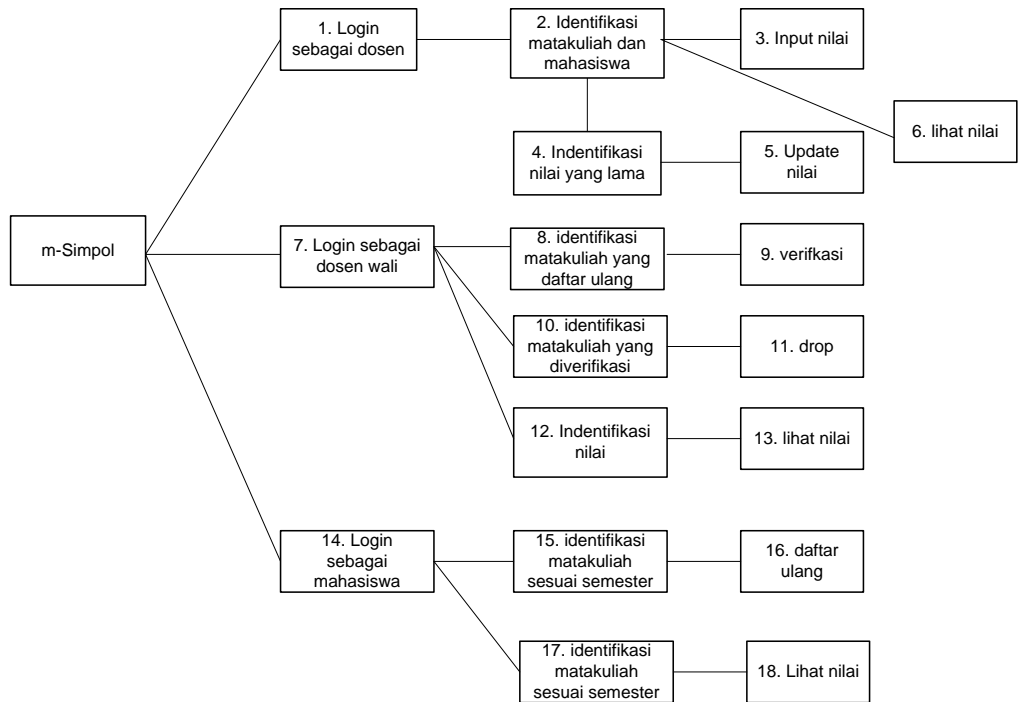 m-Simpol
1. Login
sebagai dosen
2. Identifikasi
matakuliah dan
mahasiswa
3. Input nilai
6. lihat nilai
4. Indentifikasi
nilai yang lama
5. Update
nilai
7. Login sebagai
dosen wali
8. identifikasi
matakuliah yang
daftar ulang
9. verifkasi
10. identifikasi
matakuliah yang
diverifikasi
11. drop
12. Indentifikasi
nilai
13. lihat nilai
14. Login
sebagai
mahasiswa
15. identifikasi
matakuliah
sesuai semester
16. daftar
ulang
17. identifikasi
matakuliah
sesuai semester
18. Lihat nilai